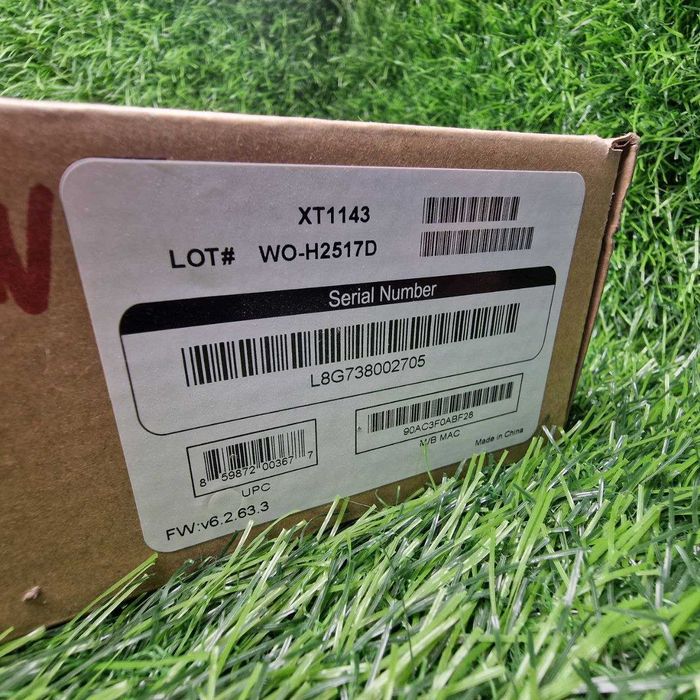 XT1143
LOT# WO-H2517D
Serial Number
L8G738002705
8 59872 00367 7
UPC
90AC3F0ABF28
M/B MAC
Made in China
FW:v6.2.63.3